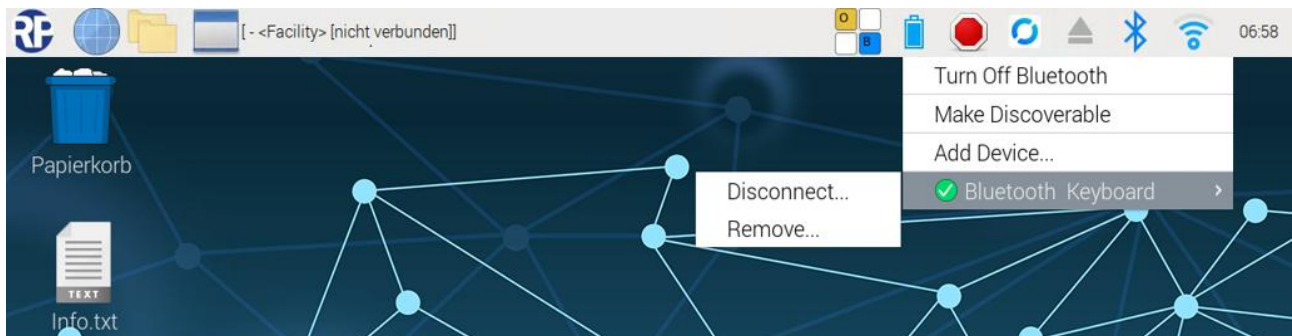 RP
[ - <Facility> [nicht verbunden]]
O
B
06:58
Turn Off Bluetooth
Make Discoverable
Add Device...
Bluetooth Keyboard
Disconnect...
Remove...
Papierkorb
TEXT
Info.txt